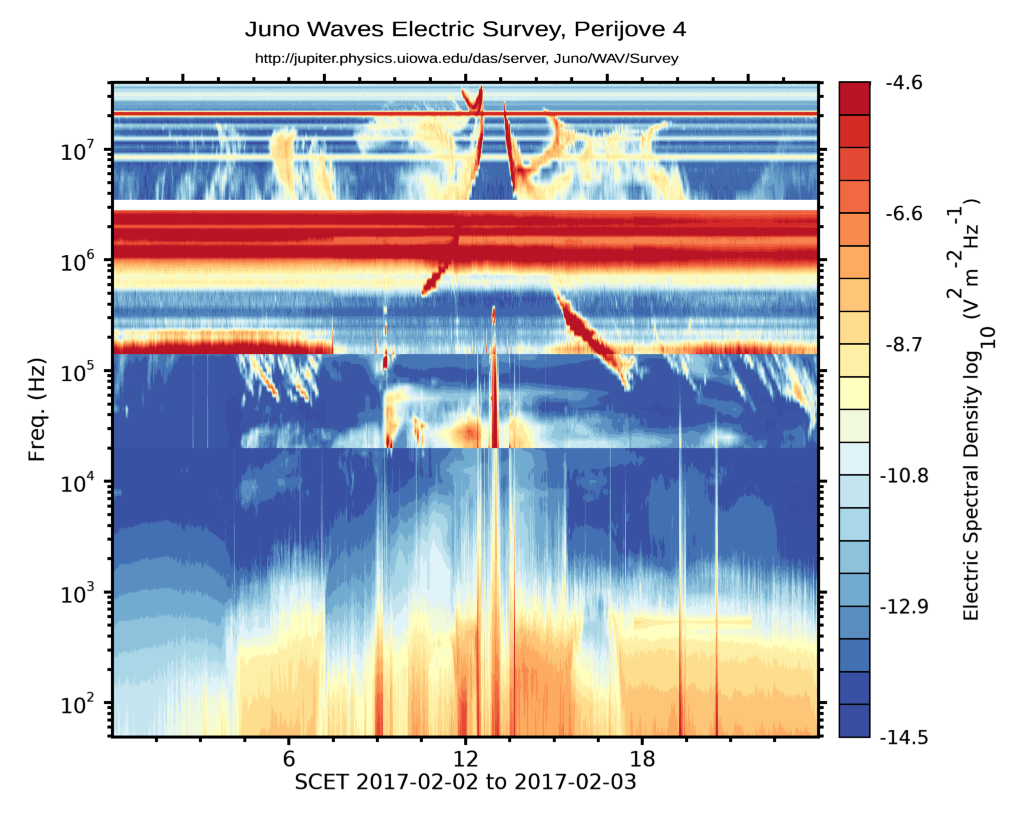 Juno Waves Electric Survey, Perijove 4
http://jupiter.physics.uiowa.edu/das/server, Juno/WAV/Survey
10⁷
10⁶
10⁵
10⁴
10³
10²
Freq. (Hz)
6 12 18
SCET 2017-02-02 to 2017-02-03
-4.6
-6.6
-8.7
-10.8
-12.9
-14.5
Electric Spectral Density log₁₀ (V² m⁻² Hz⁻¹)